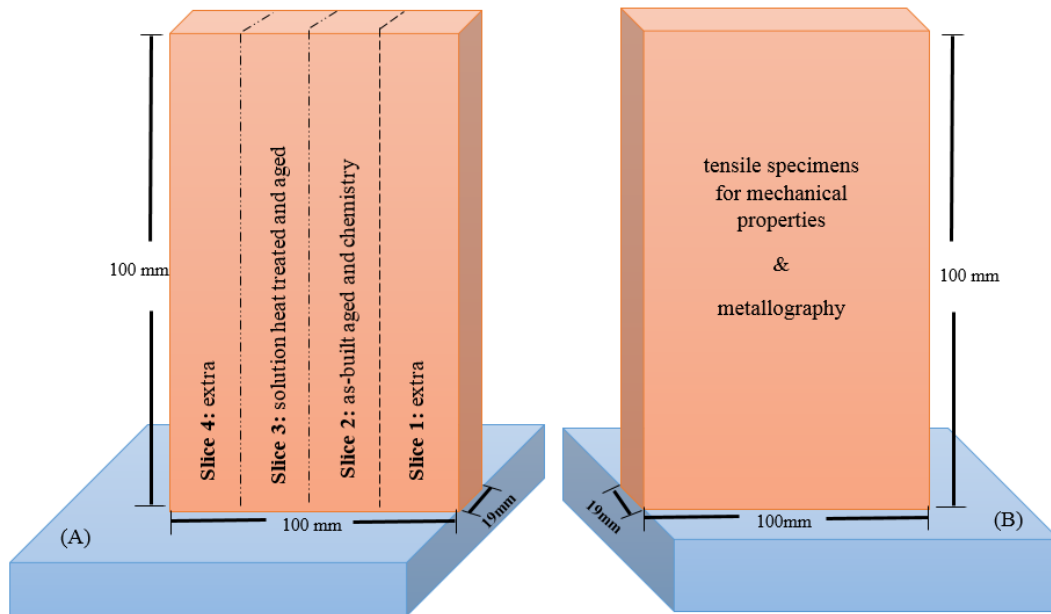 100 mm
Slice 4: extra
Slice 3: solution heat treated and aged
Slice 2: as-built aged and chemistry
Slice 1: extra
100 mm
19mm
(A)
tensile specimens
for mechanical
properties
&
metallography
100 mm
19mm
100mm
(B)